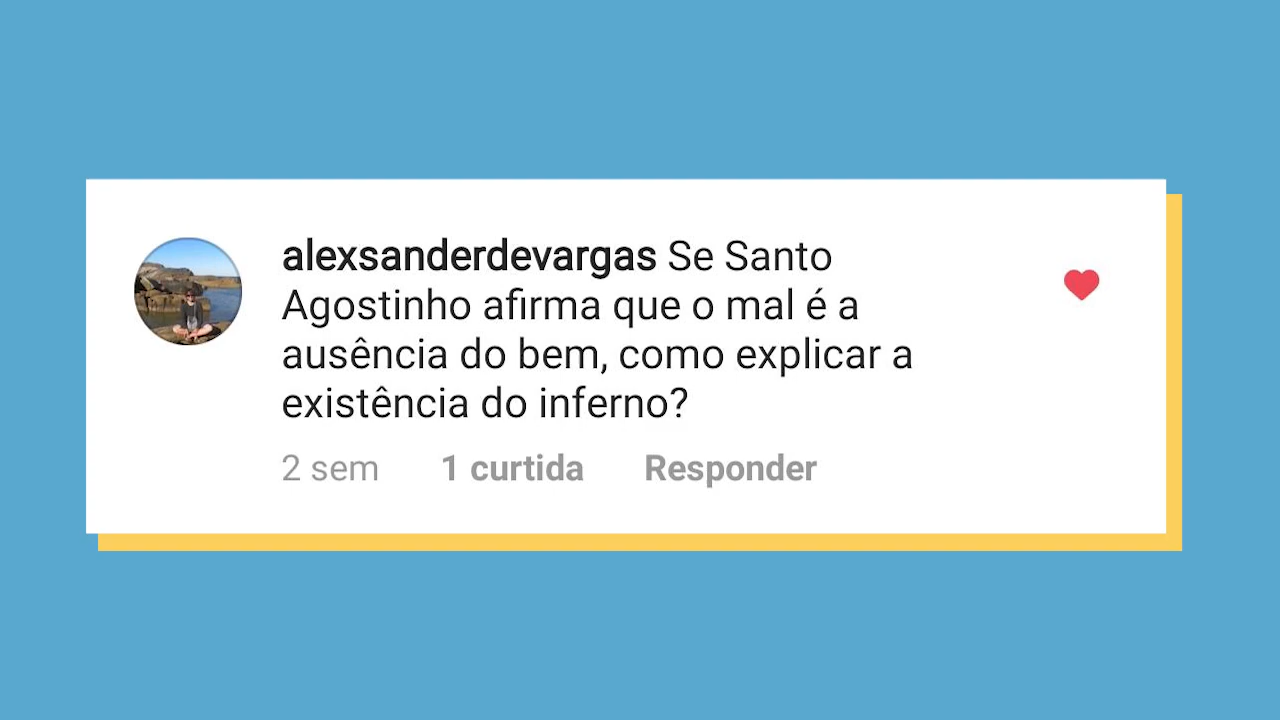 alexsanderdevargas Se Santo
Agostinho afirma que o mal é a
ausência do bem, como explicar a
existência do inferno?
2 sem 1 curtida Responder